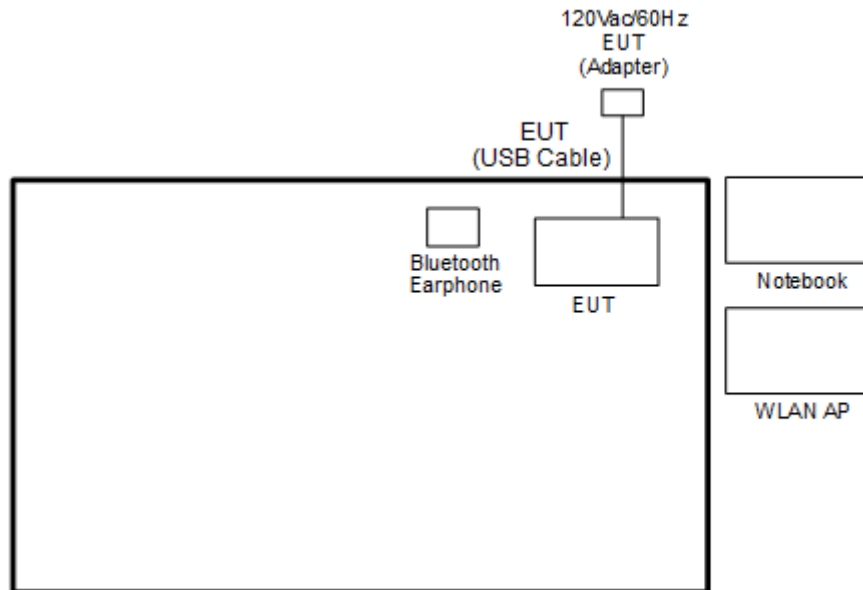 120Vac/60Hz
EUT
(Adapter)
EUT
(USB Cable)
Bluetooth
Earphone
EUT
Notebook
WLAN AP